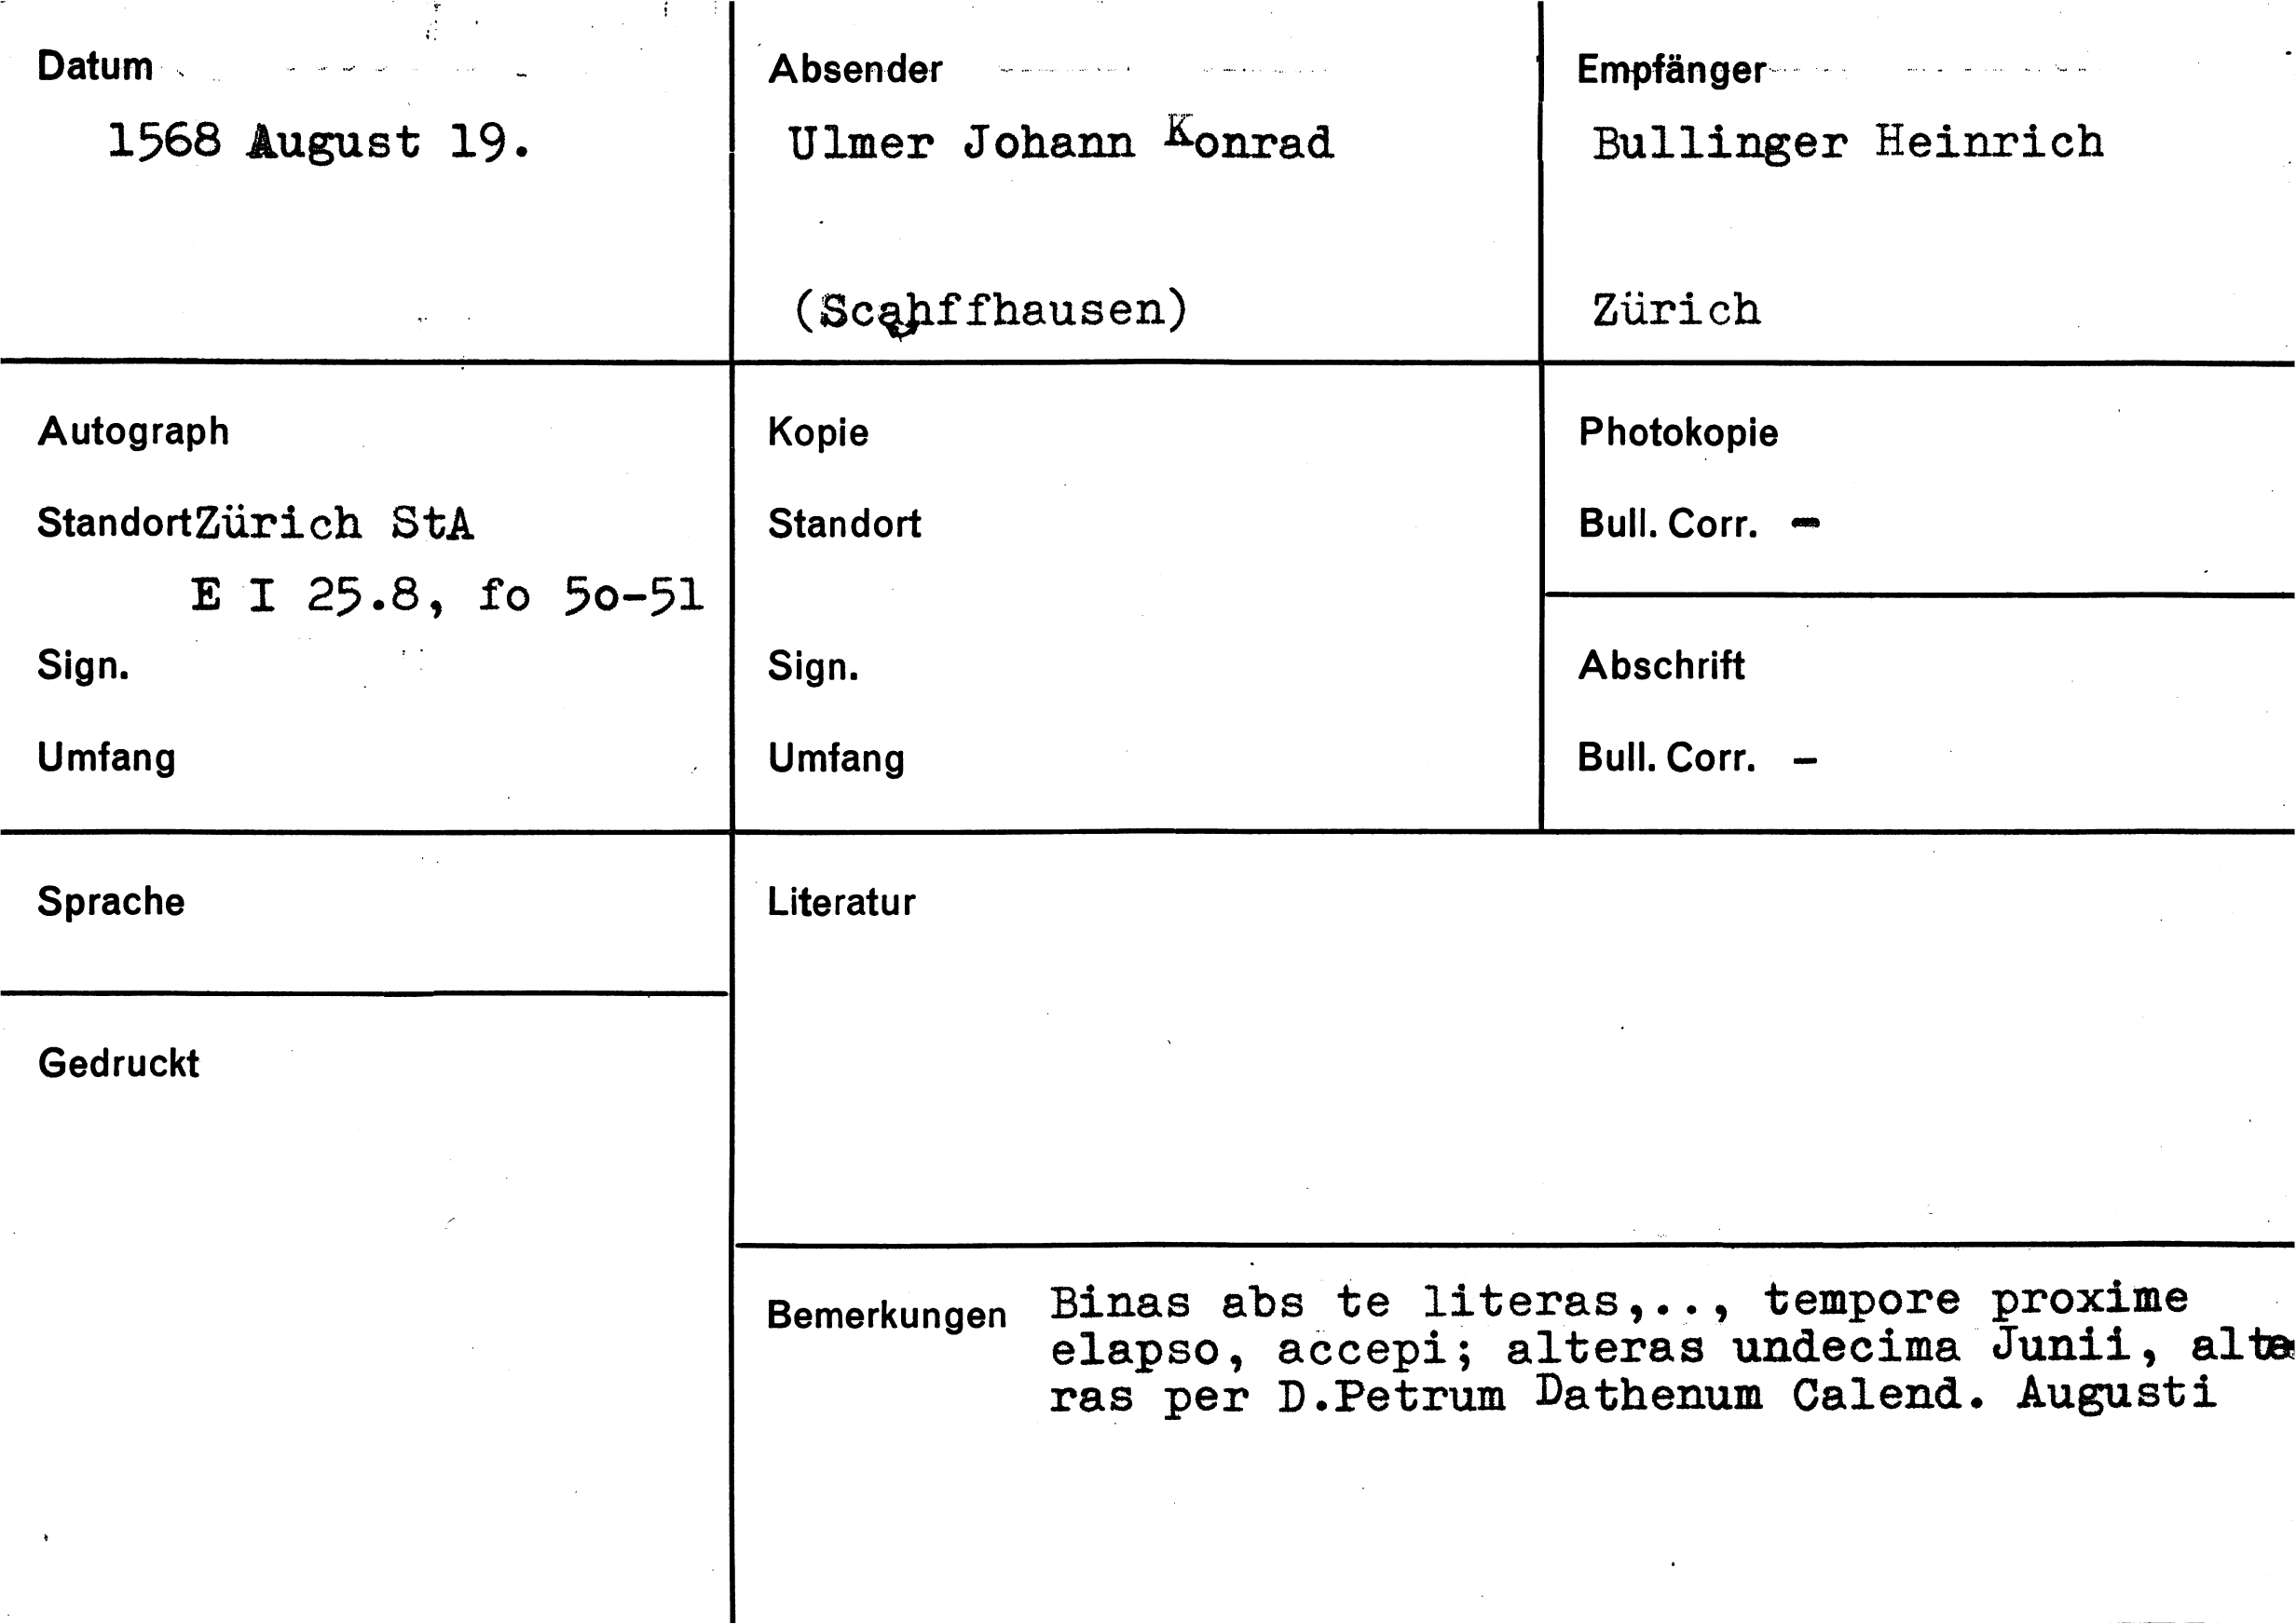 Datum
1568 August 19.
Absender
Ulmer Johann Konrad
(Scahffhausen)
Empfänger
Bullinger Heinrich
Zürich
Autograph
Standort Zürich StA
E I 25.8, fo 5o-51
Sign.
Umfang
Kopie
Standort
Sign.
Umfang
Photokopie
Bull. Corr. -
Abschrift
Bull. Corr. -
Sprache
Gedruckt
Literatur
Bemerkungen Binas abs te literas,.., tempore proxime
elapso, accepi; alteras undecima Junii, alte
ras per D.Petrum Dathenum Calend. Augusti